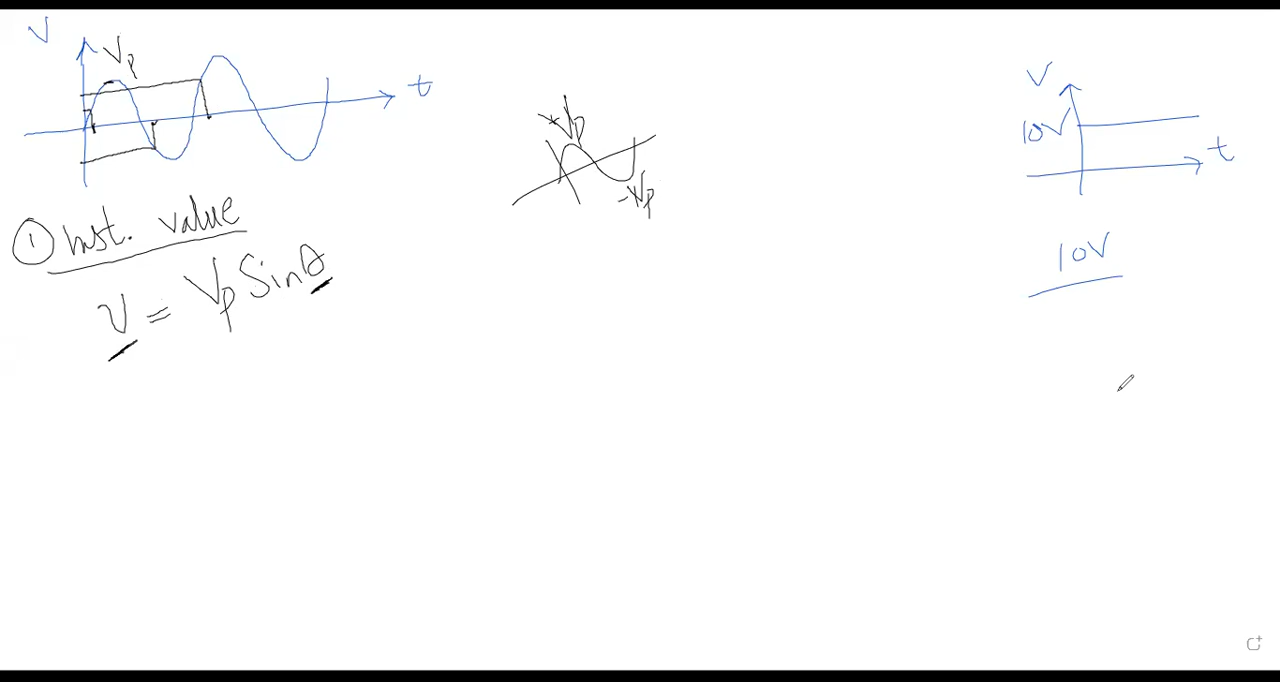 V
Vp
t
① Inst. value
v = Vp Sinθ
+Vp
-Vp
V
10V
t
10V